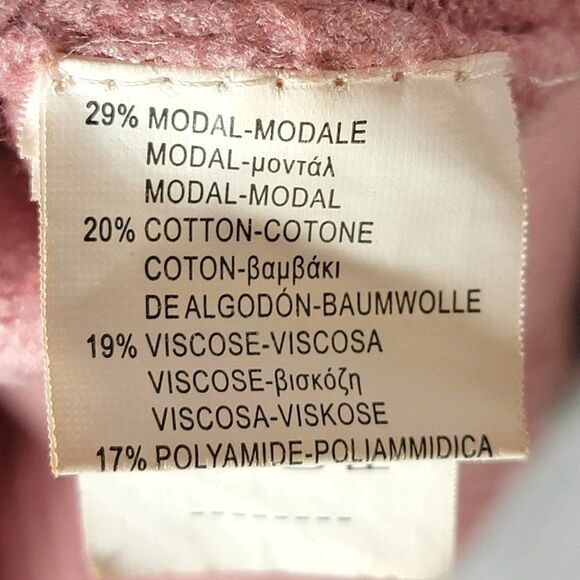 29% MODAL-MODALE
MODAL-μοντάλ
MODAL-MODAL
20% COTTON-COTONE
COTON-βαμβάκι
DE ALGODÓN-BAUMWOLLE
19% VISCOSE-VISCOSA
VISCOSE-βισκόζη
VISCOSA-VISKOSE
17% POLYAMIDE-POLIAMMIDICA